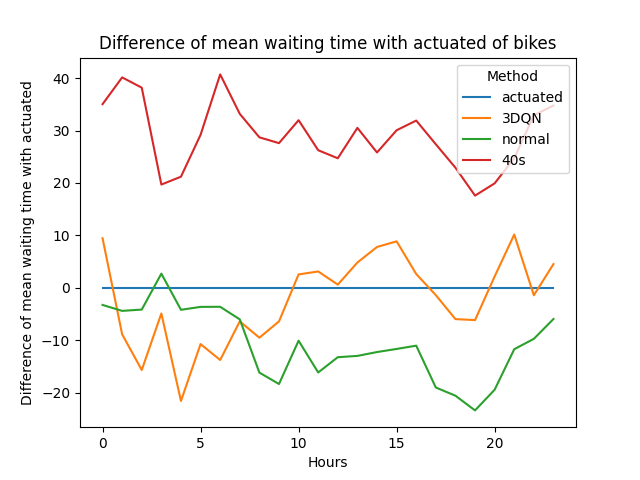 Difference of mean waiting time with actuated of bikes
Difference of mean waiting time with actuated
40
30
20
10
0
−10
−20
Method
actuated
3DQN
normal
40s
0
5
10
15
20
Hours